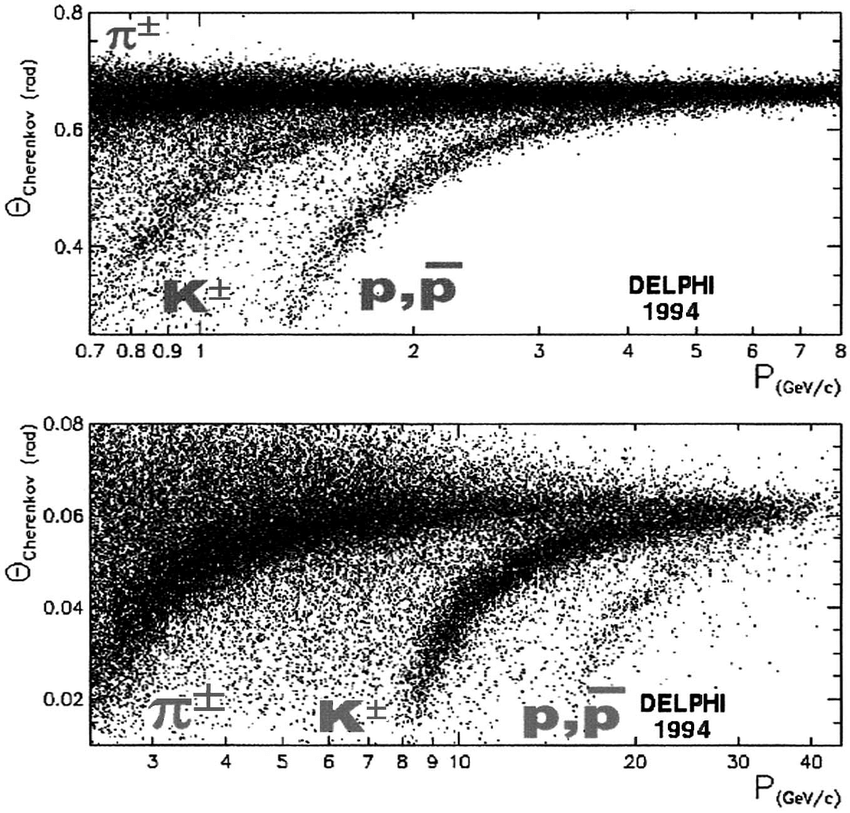 0.8
π±
Θ Cherenkov (rad)
0.6
0.4
K±
p,p̅
DELPHI
1994
0.7 0.8 0.9 1 2 3 4 5 6 7 8
P (GeV/c)
0.08
Θ Cherenkov (rad)
0.06
0.04
0.02
π±
K±
p,p̅
DELPHI
1994
3 4 5 6 7 8 9 10 20 30 40
P (GeV/c)